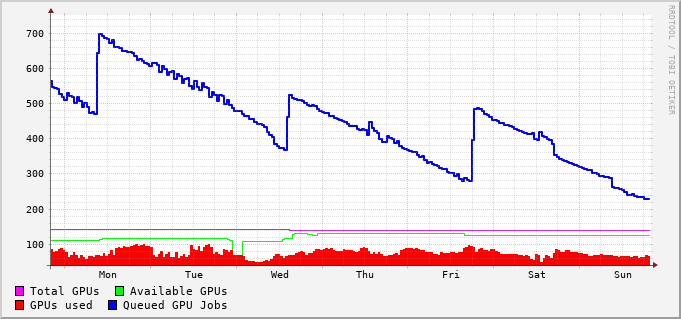 700
600
500
400
300
200
100
Mon Tue Wed Thu Fri Sat Sun
Total GPUs Available GPUs
GPUs used Queued GPU Jobs
RRDTOOL / TOBI OETIKER